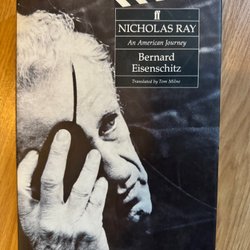 ff
NICHOLAS RAY
An American Journey
Bernard
Eisenschitz
Translated by Tom Milne